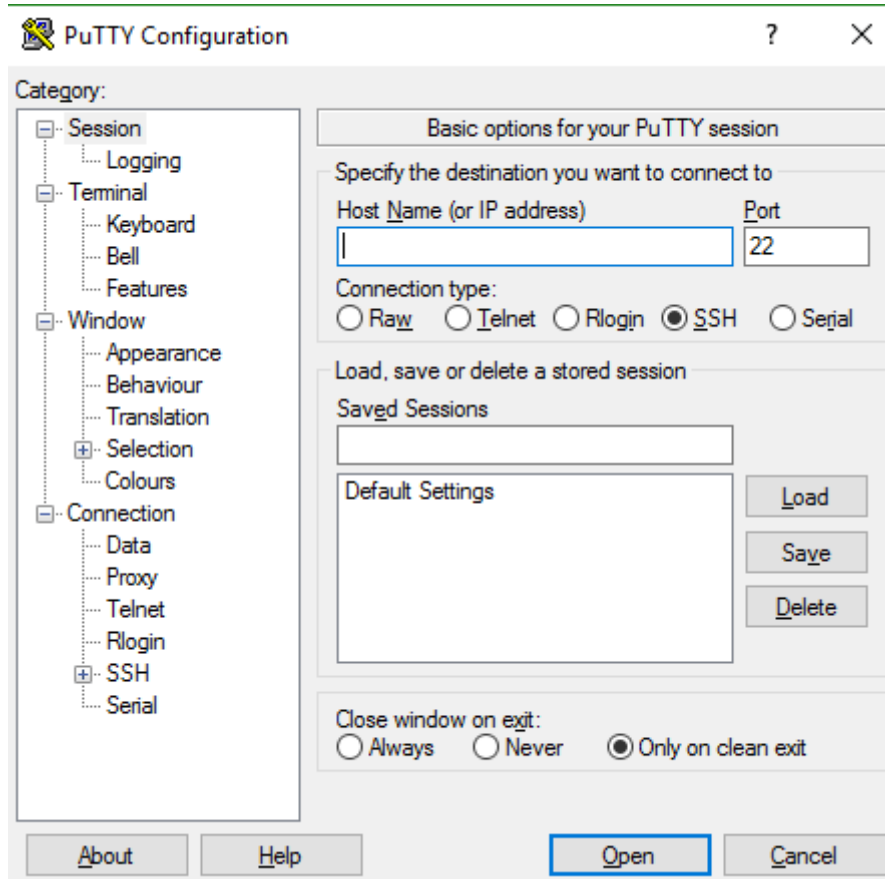 PuTTY Configuration
?
Category:
Session
Logging
Terminal
Keyboard
Bell
Features
Window
Appearance
Behaviour
Translation
Selection
Colours
Connection
Data
Proxy
Telnet
Rlogin
SSH
Serial
Basic options for your PuTTY session
Specify the destination you want to connect to
Host Name (or IP address) Port
22
Connection type:
Raw Telnet Rlogin SSH Serial
Load, save or delete a stored session
Saved Sessions
Default Settings
Load
Save
Delete
Close window on exit:
Always Never Only on clean exit
About Help Open Cancel